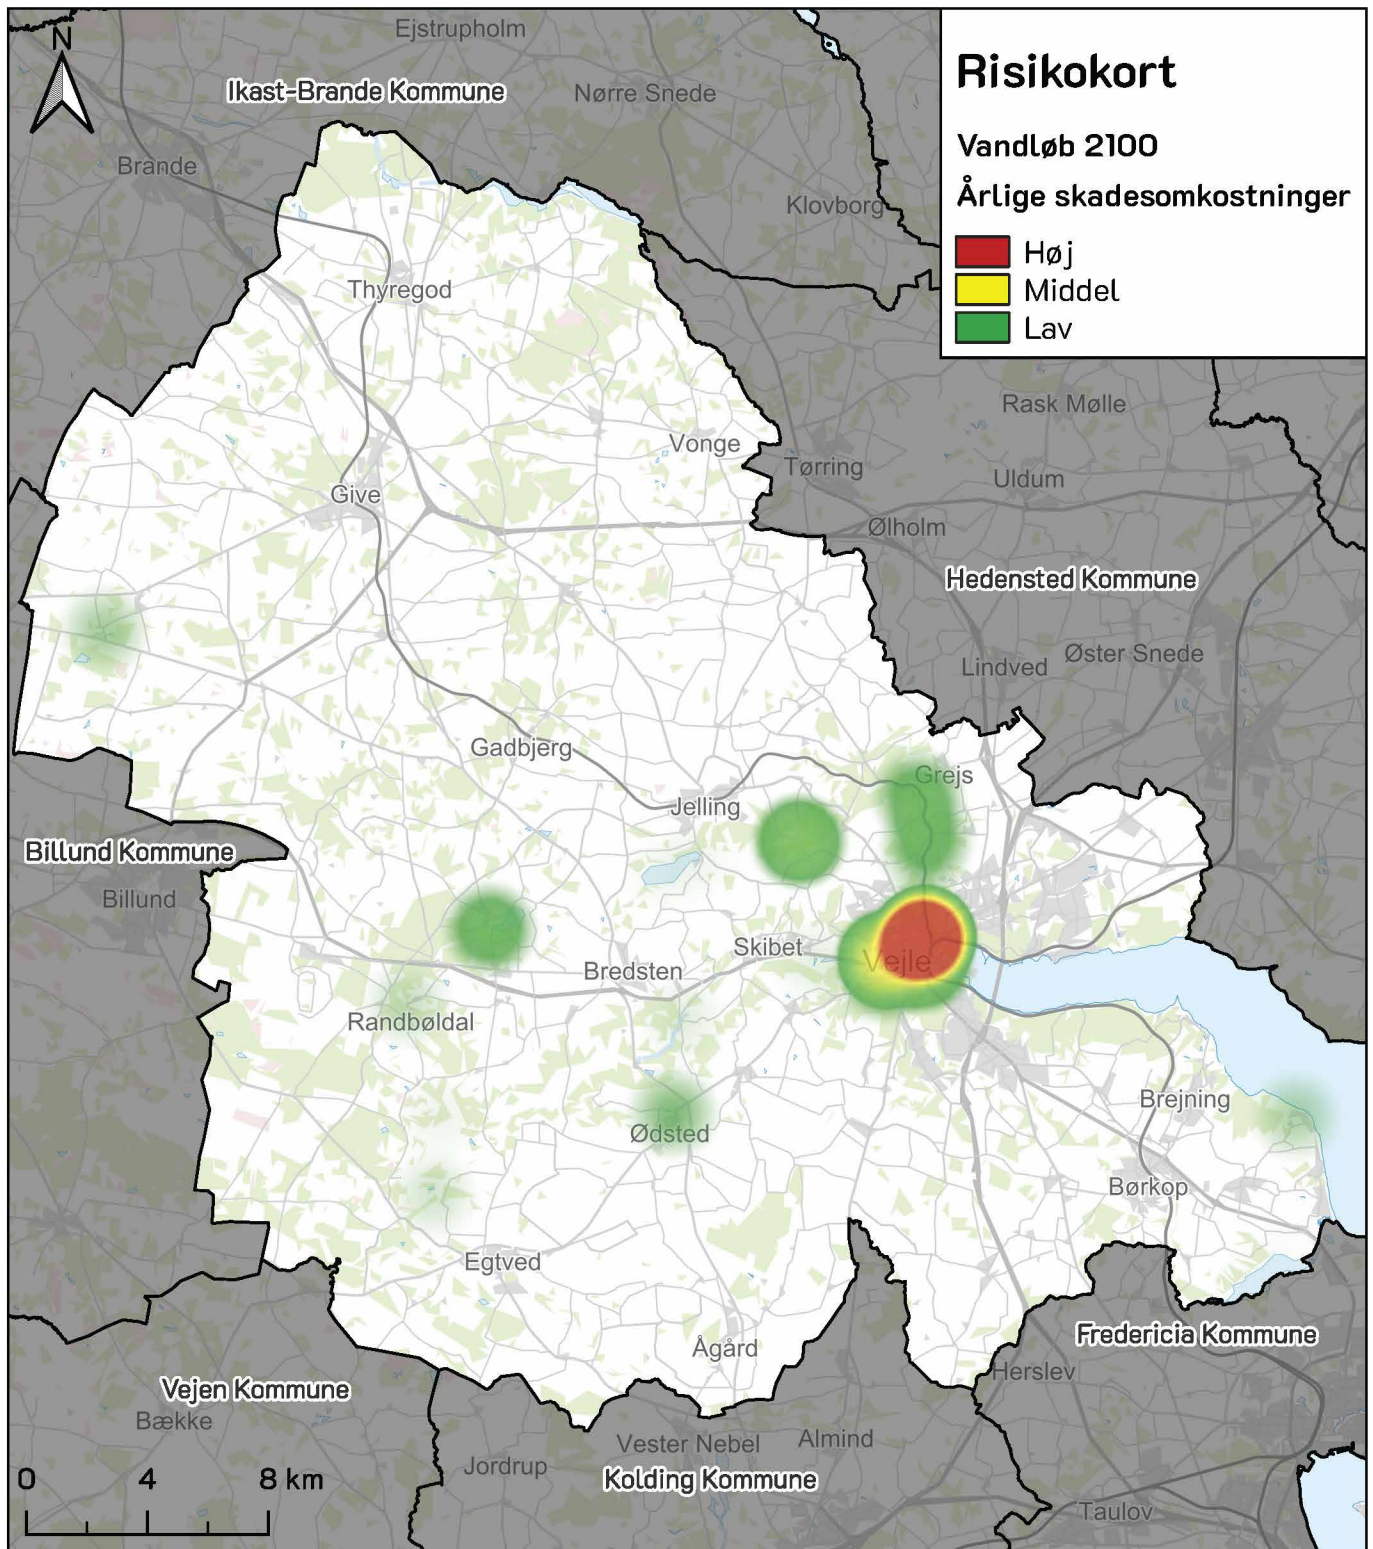 N
Ejstrupholm
Ikast-Brande Kommune
Nørre Snede
Brande
Klovborg
Risikokort
Vandløb 2100
Årlige skadesomkostninger
Høj
Middel
Lav
Thyregod
Rask Mølle
Vonge
Tørring
Uldum
Give
Ølholm
Hedensted Kommune
Øster Snede
Lindved
Gadbjerg
Grejs
Jelling
Billund Kommune
Billund
Skibet
Vejle
Bredsten
Randbøldal
Brejning
Ødsted
Børkop
Egtved
Fredericia Kommune
Ågård
Herslev
Vejen Kommune
Bække
Almind
Vester Nebel
Jordrup
Kolding Kommune
0 4 8 km
Taulov